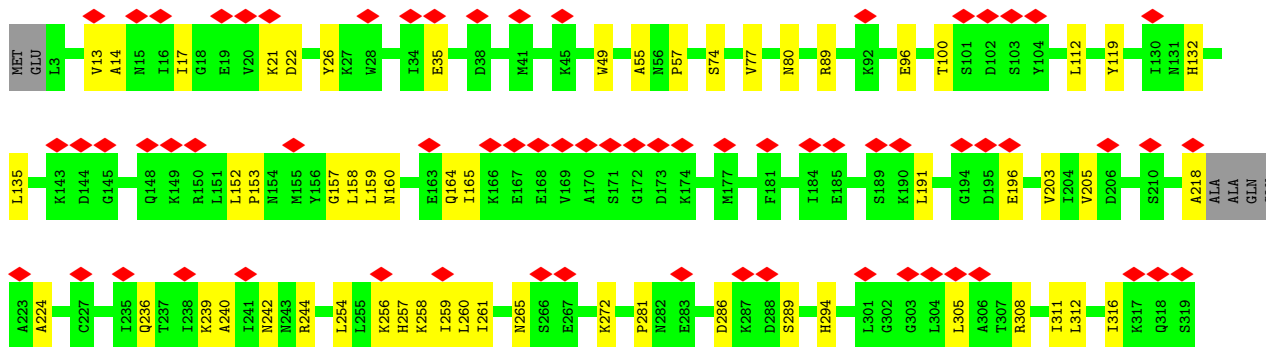 MET GLU L3 V13 A14 N15 I16 I17 G18 E19 V20 K21 D22 Y26 K27 W28 I34 E35 D38 M41 K45 W49 A55 N56 P57 S74 V77 N80 R89 K92 E96 T100 S101 D102 S103 Y104 L112 Y119 I130 N131 H132
L135 K143 D144 G145 Q148 K149 R150 L151 L152 P153 N154 M155 Y156 G157 L158 L159 N160 E163 Q164 I165 K166 E167 E168 V169 A170 S171 G172 D173 K174 M177 F181 I184 E185 S189 K190 L191 G194 D195 E196 V203 I204 V205 D206 S210 A218 ALA ALA GLN
A223 A224 C227 I235 Q236 T237 I238 K239 A240 I241 N242 N243 R244 L254 L255 K256 H257 K258 I259 L260 I261 N265 S266 E267 K272 P281 N282 E283 D286 K287 D288 S289 H294 L301 G302 G303 L304 L305 A306 T307 R308 I311 L312 I316 K317 Q318 S319